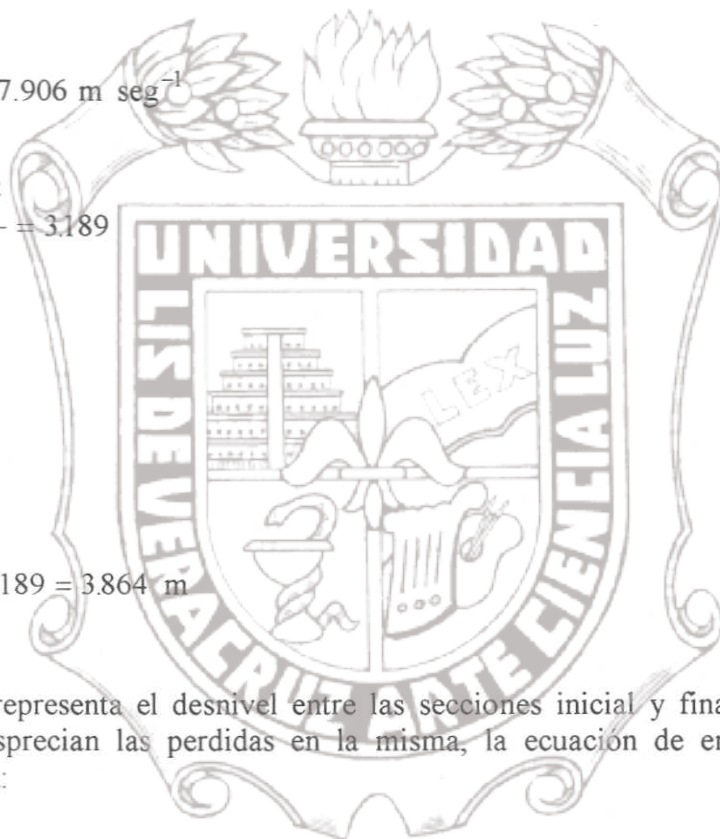 7.906 m seg⁻¹
= 3.189
UNIVERSIDAD
LIS DE VERACRUZ ARTE CIENCIA LUZ
LEX
189 = 3.864 m
representa el desnivel entre las secciones inicial y fina
sprecian las perdidas en la misma, la ecuación de en
: